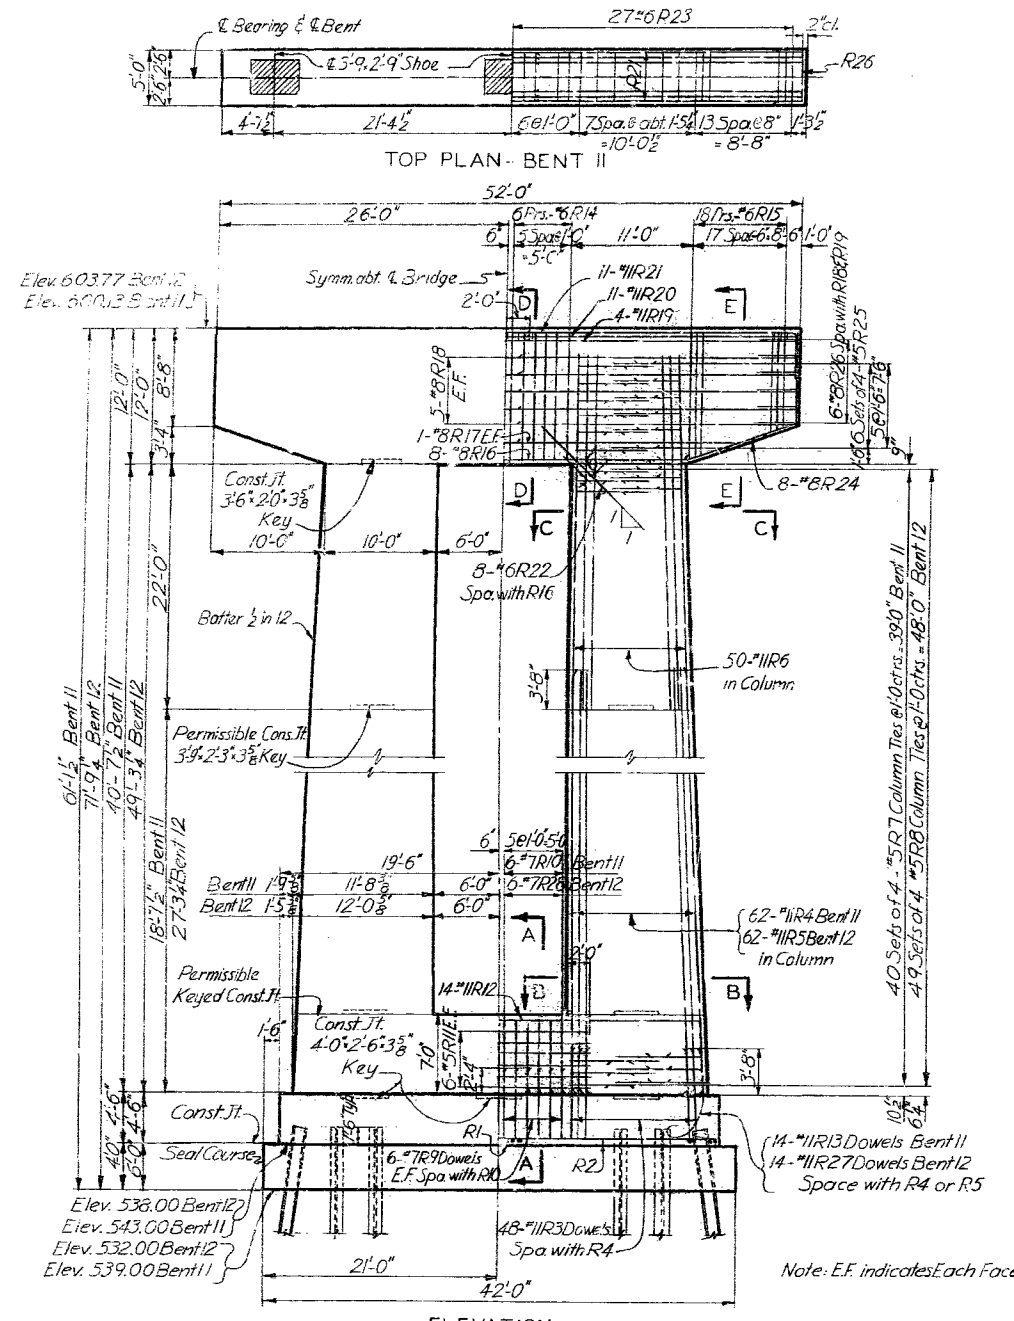 27-#6R23
2"cl.
℄ Bearing & ℄ Bent
℄ 5'-9", 2'-9" Shoe
R26
R21
5'-0"
2'-6" 2'-6"
4'-7½"
21'-4½"
6@1'-0"
7 Spa.@ abt. 1'-5¼"
=10'-0½"
13 Spa.@8"
= 8'-8"
1'-3½"
TOP PLAN - BENT 11
52'-0"
26'-0"
6 Prs.-#6R14
18 Prs.-#6R15
6"
5 Spa@1'-0"
=5'-0"
11'-0"
17 Spa@6"=8'-6"
1'-0"
Symm. abt. ℄ Bridge
Elev. 603.77 Bent 12
Elev. 600.13 Bent 11
2'-0"
D
E
11-#11R21
11-#11R20
4-#11R19
12'-0"
12'-0"
8'-8"
3'-4"
5-#8R18
E.F.
6-#8R26 Spa with R18&R19
6 Sets of 4-#5R25
5@1'-6"=7'-6"
9"
1-#8R17 E.F.
8-#8R16
8-#8R24
Const. Jt.
3'-6"×2'-0"×3⅝"
Key
D
E
C
C
1
1
10'-0"
10'-0"
6'-0"
8-#6R22
Spa. with R16
22'-0"
Batter ½ in 12
50-#11R6
in Column
3'-8"
Permissible Cons. Jt.
3'-9"×2'-3"×3⅝" Key
61'-1½" Bent 11
71'-9¼" Bent 12
40'-7½" Bent 11
49'-3¼" Bent 12
18'-7½" Bent 11
27'-3¼" Bent 12
40 Sets of 4-#5R7 Column Ties @1'-0 ctrs.=39'-0" Bent 11
49 Sets of 4-#5R8 Column Ties @1'-0 ctrs.=48'-0" Bent 12
6"
5@1'-0"=5'-0"
19'-6"
6-#7R10 Bent 11
6-#7R28 Bent 12
Bent 11 1'-9⅝"
11'-8⅜"
6'-0"
Bent 12 1'-5⅜"
12'-0⅝"
6'-0"
62-#11R4 Bent 11
62-#11R5 Bent 12
in Column
A
2'-0"
Permissible
Keyed Const. Jt.
14-#11R12
B
B
1'-6"
Const. Jt.
4'-0"×2'-6"×3⅝"
Key
7'-0"
6-#5R11 E.F.
2'-4"
3'-8"
4'-6"
4'-6"
4'-0"
6'-0"
Const. Jt.
Seal Course
R1
6-#7R9 Dowels
E.F. Spa. with R10
A
R2
14-#11R13 Dowels Bent 11
14-#11R27 Dowels Bent 12
Space with R4 or R5
48-#11R3 Dowels
Spa. with R4
Elev. 538.00 Bent 12
Elev. 543.00 Bent 11
Elev. 532.00 Bent 12
Elev. 539.00 Bent 11
21'-0"
42'-0"
Note: E.F. indicates Each Face